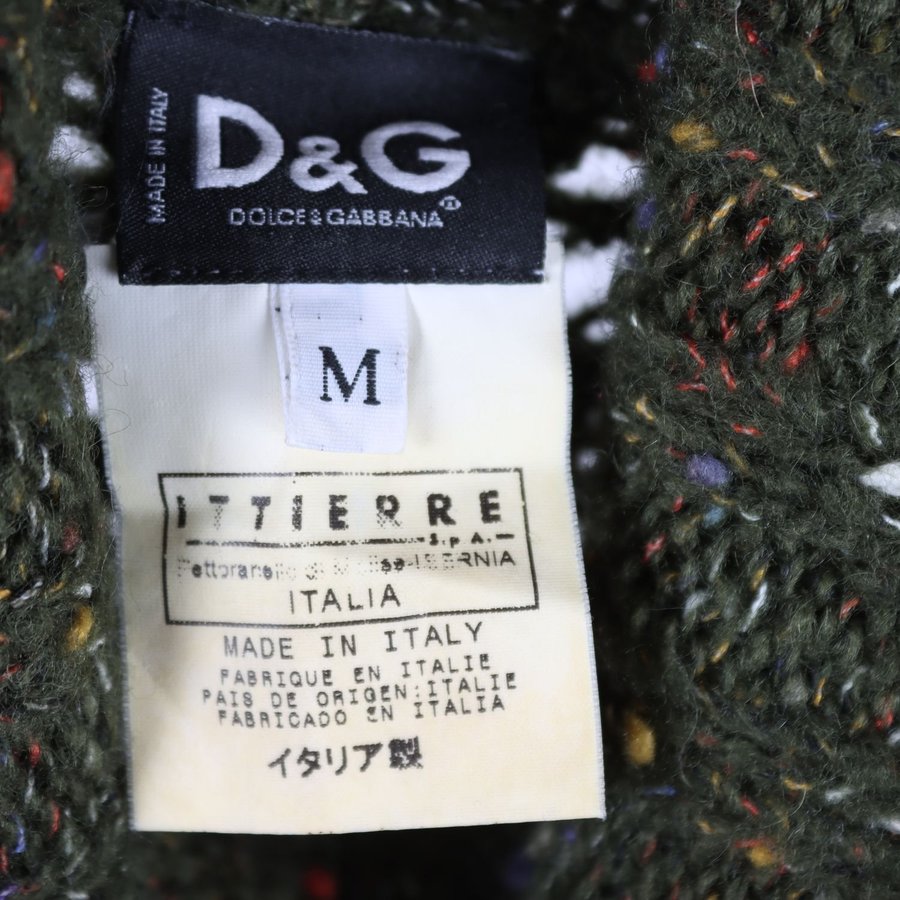 MADE IN ITALY
D&G
DOLCE & GABBANA
M
ITTIERRE
S.p.A.
ITALIA
MADE IN ITALY
FABRIQUE EN ITALIE
PAIS DE ORIGEN:ITALIE
FABRICADO EN ITALIA
イタリア製